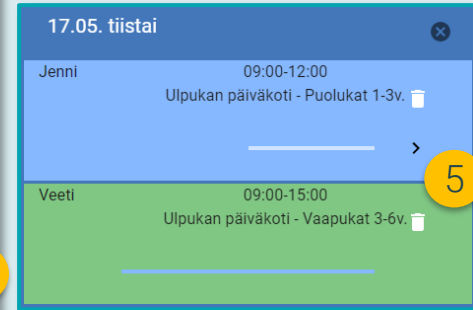 17.05. tiistai
Jenni 09:00-12:00
Ulpukan päiväkoti - Puolukat 1-3v.
5
Veeti 09:00-15:00
Ulpukan päiväkoti - Vaapukat 3-6v.